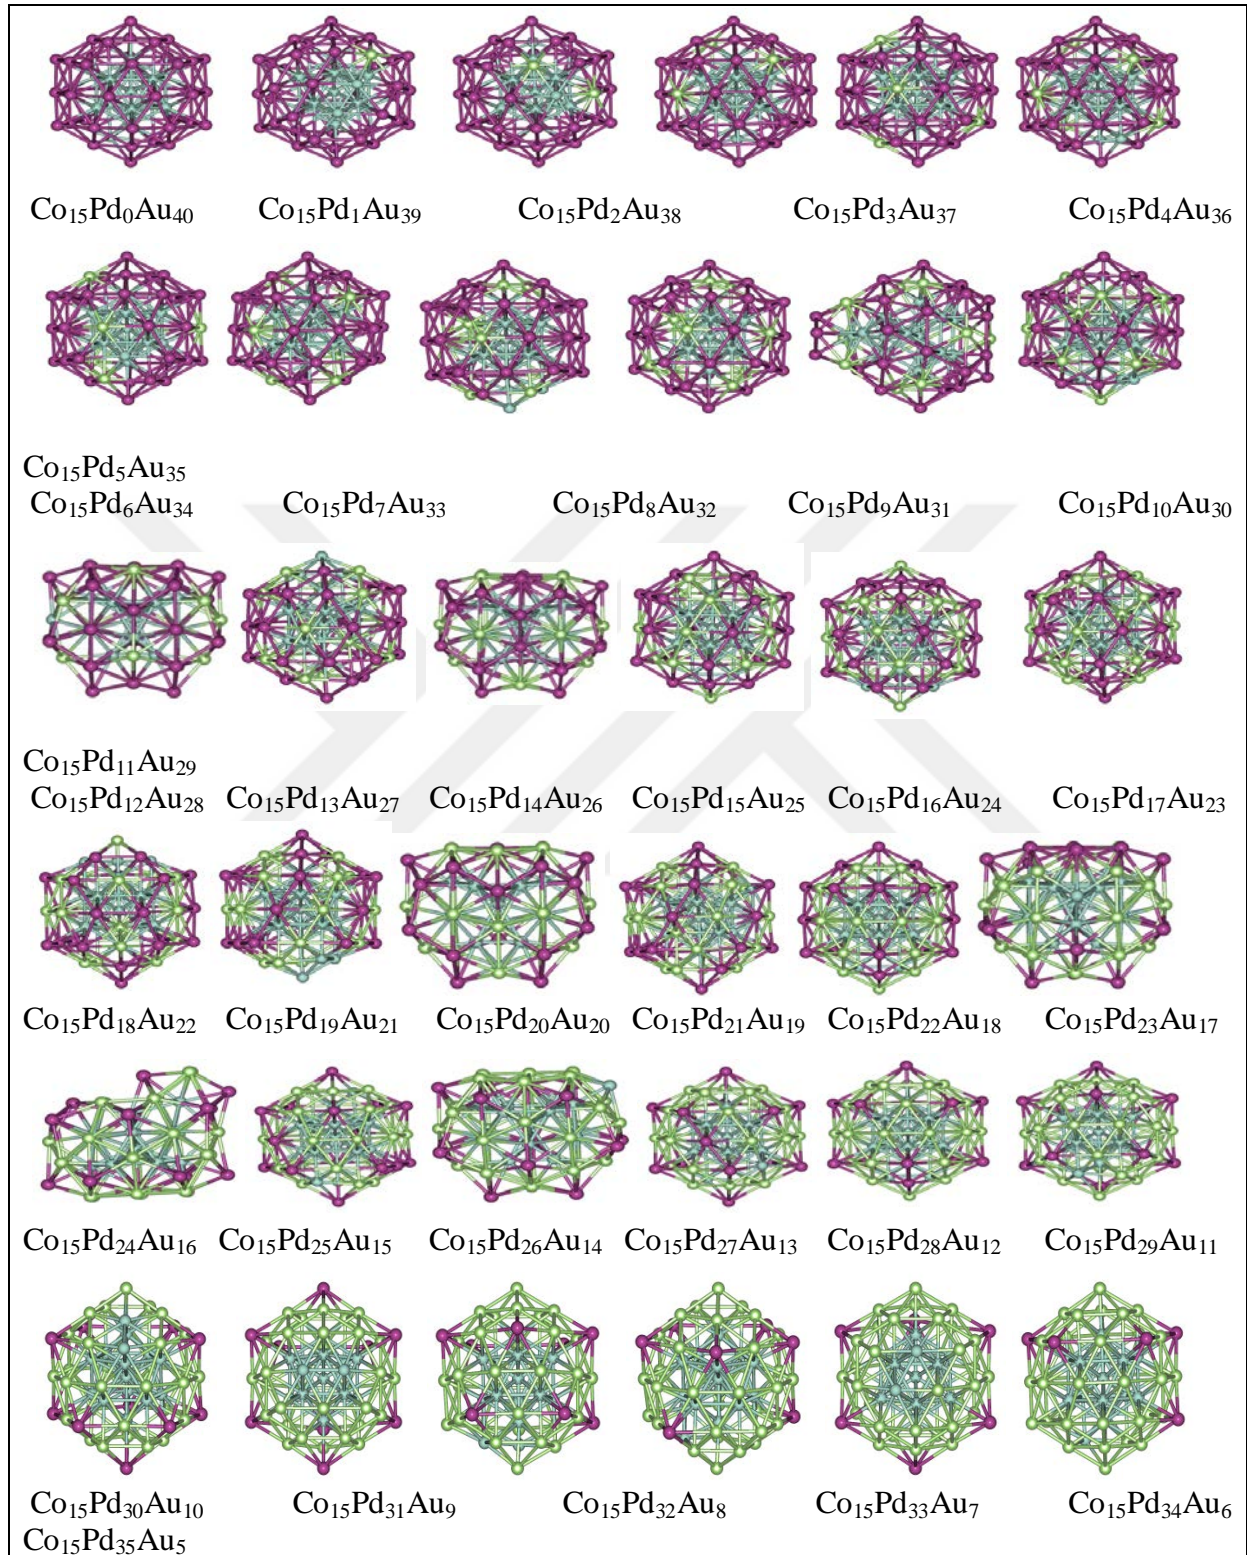 Co₁₅Pd₀Au₄₀ Co₁₅Pd₁Au₃₉ Co₁₅Pd₂Au₃₈ Co₁₅Pd₃Au₃₇ Co₁₅Pd₄Au₃₆
Co₁₅Pd₅Au₃₅
Co₁₅Pd₆Au₃₄ Co₁₅Pd₇Au₃₃ Co₁₅Pd₈Au₃₂ Co₁₅Pd₉Au₃₁ Co₁₅Pd₁₀Au₃₀
Co₁₅Pd₁₁Au₂₉
Co₁₅Pd₁₂Au₂₈ Co₁₅Pd₁₃Au₂₇ Co₁₅Pd₁₄Au₂₆ Co₁₅Pd₁₅Au₂₅ Co₁₅Pd₁₆Au₂₄ Co₁₅Pd₁₇Au₂₃
Co₁₅Pd₁₈Au₂₂ Co₁₅Pd₁₉Au₂₁ Co₁₅Pd₂₀Au₂₀ Co₁₅Pd₂₁Au₁₉ Co₁₅Pd₂₂Au₁₈ Co₁₅Pd₂₃Au₁₇
Co₁₅Pd₂₄Au₁₆ Co₁₅Pd₂₅Au₁₅ Co₁₅Pd₂₆Au₁₄ Co₁₅Pd₂₇Au₁₃ Co₁₅Pd₂₈Au₁₂ Co₁₅Pd₂₉Au₁₁
Co₁₅Pd₃₀Au₁₀ Co₁₅Pd₃₁Au₉ Co₁₅Pd₃₂Au₈ Co₁₅Pd₃₃Au₇ Co₁₅Pd₃₄Au₆
Co₁₅Pd₃₅Au₅